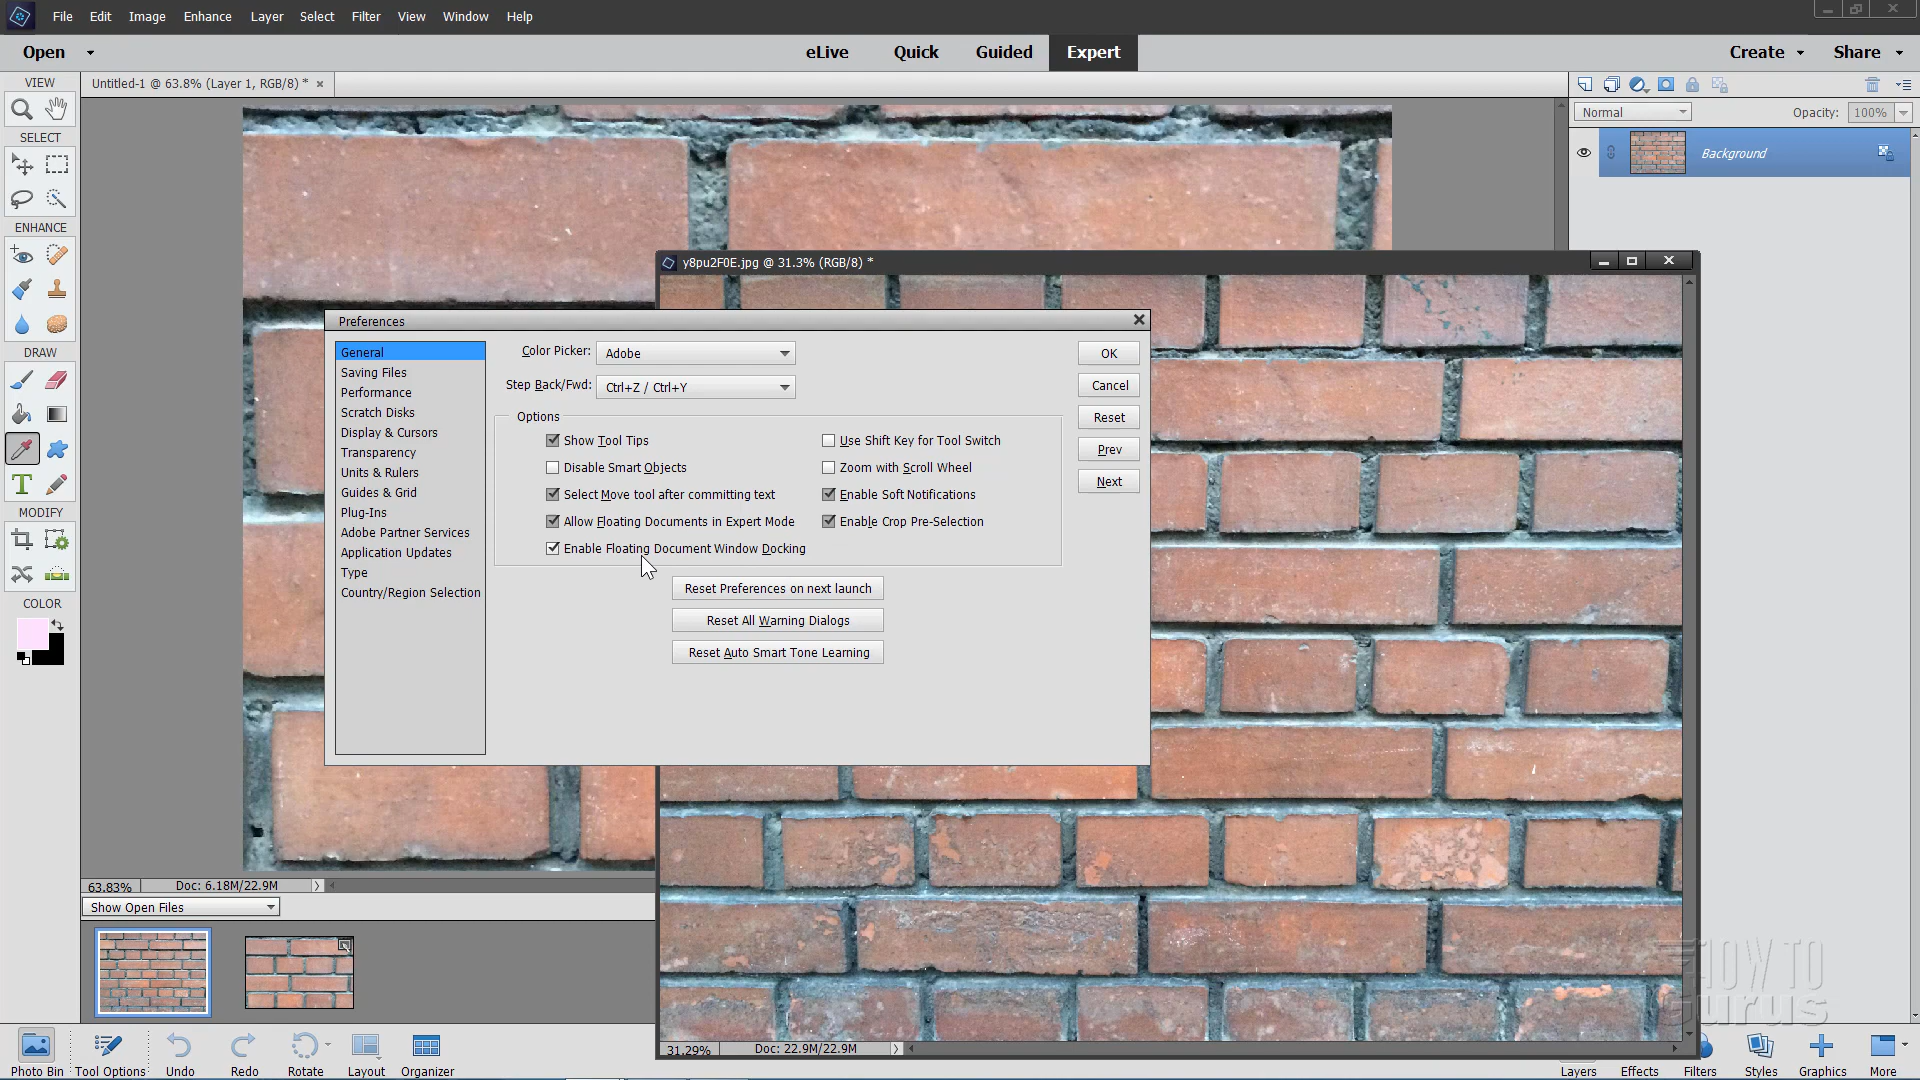 File Edit Image Enhance Layer Select Filter View Window Help
Open eLive Quick Guided Expert Create Share
VIEW
Untitled-1 @ 63.8% (Layer 1, RGB/8) * ×
Normal Opacity: 100%
SELECT
Background
ENHANCE
y8pu2F0E.jpg @ 31.3% (RGB/8) *
Preferences
DRAW
General
Saving Files
Performance
Scratch Disks
Display & Cursors
Transparency
Units & Rulers
Guides & Grid
Plug-Ins
Adobe Partner Services
Application Updates
Type
Country/Region Selection
Color Picker: Adobe
Step Back/Fwd: Ctrl+Z / Ctrl+Y
Options
Show Tool Tips
Disable Smart Objects
Select Move tool after committing text
Allow Floating Documents in Expert Mode
Enable Floating Document Window Docking
Use Shift Key for Tool Switch
Zoom with Scroll Wheel
Enable Soft Notifications
Enable Crop Pre-Selection
Reset Preferences on next launch
Reset All Warning Dialogs
Reset Auto Smart Tone Learning
OK
Cancel
Reset
Prev
Next
T
MODIFY
COLOR
63.83% Doc: 6.18M/22.9M
Show Open Files
31.29% Doc: 22.9M/22.9M
HOW TO
Gurus
Photo Bin Tool Options Undo Redo Rotate Layout Organizer
Layers Effects Filters Styles Graphics More